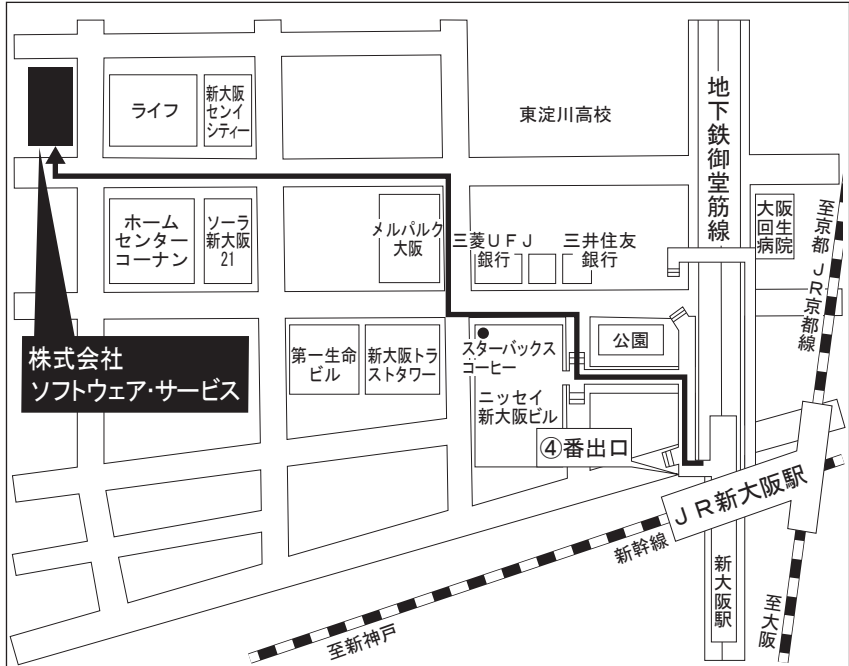 ライフ
新大阪
センイ
シティー
東淀川高校
地下鉄御堂筋線
ホーム
センター
コーナン
ソーラ
新大阪
21
メルパルク
大阪
三菱UFJ
銀行
三井住友
銀行
大阪
回生
病院
至京都
JR京都線
株式会社
ソフトウェア・サービス
第一生命
ビル
新大阪トラ
ストタワー
スターバックス
コーヒー
ニッセイ
新大阪ビル
公園
④番出口
JR新大阪駅
新幹線
至新神戸
新大阪駅
至大阪